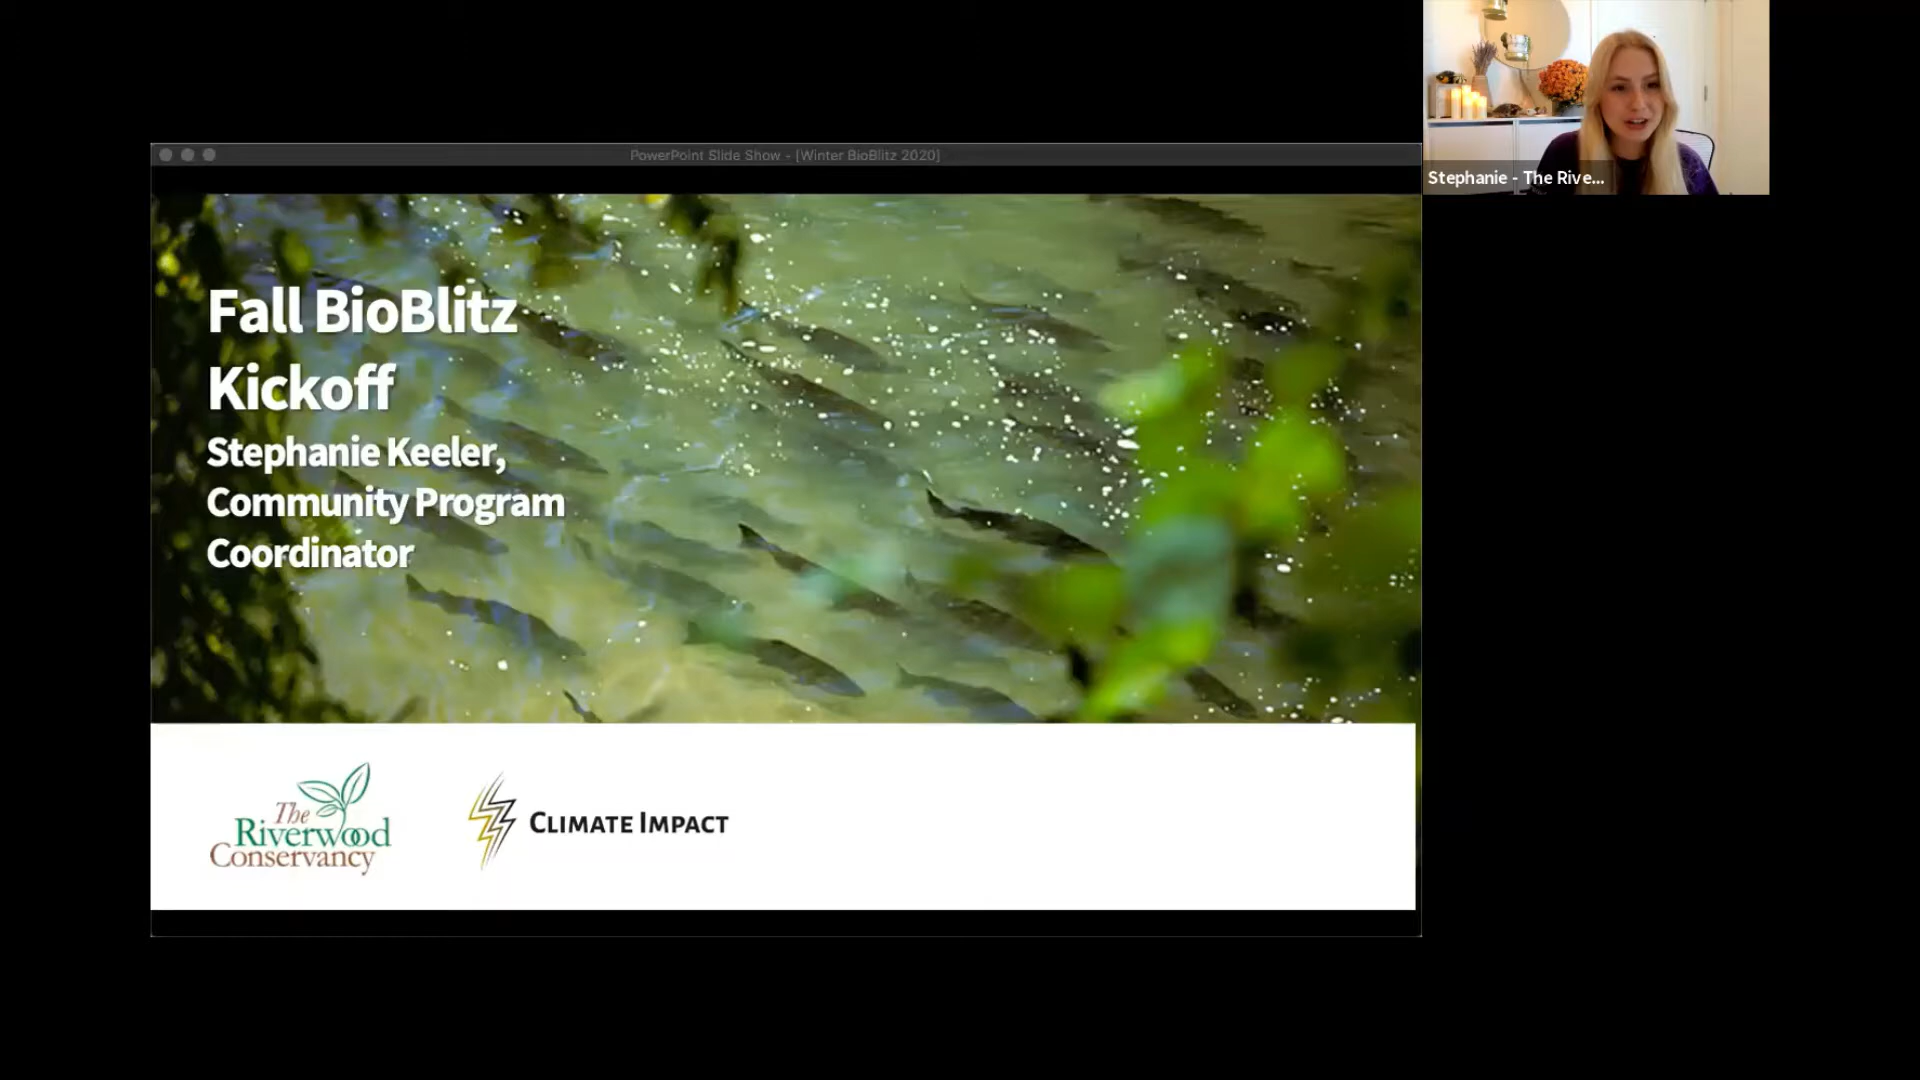 PowerPoint Slide Show - [Winter BioBlitz 2020]
Stephanie - The Rive...
Fall BioBlitz
Kickoff
Stephanie Keeler,
Community Program
Coordinator
The
Riverwood
Conservancy
CLIMATE IMPACT